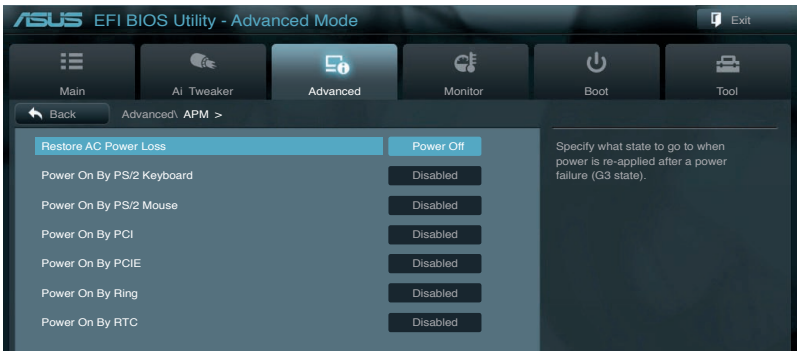 ASUS EFI BIOS Utility - Advanced Mode
Exit
Main
Ai Tweaker
Advanced
Monitor
Boot
Tool
Back
Advanced\ APM >
Restore AC Power Loss
Power Off
Power On By PS/2 Keyboard
Disabled
Power On By PS/2 Mouse
Disabled
Power On By PCI
Disabled
Power On By PCIE
Disabled
Power On By Ring
Disabled
Power On By RTC
Disabled
Specify what state to go to when
power is re-applied after a power
failure (G3 state).